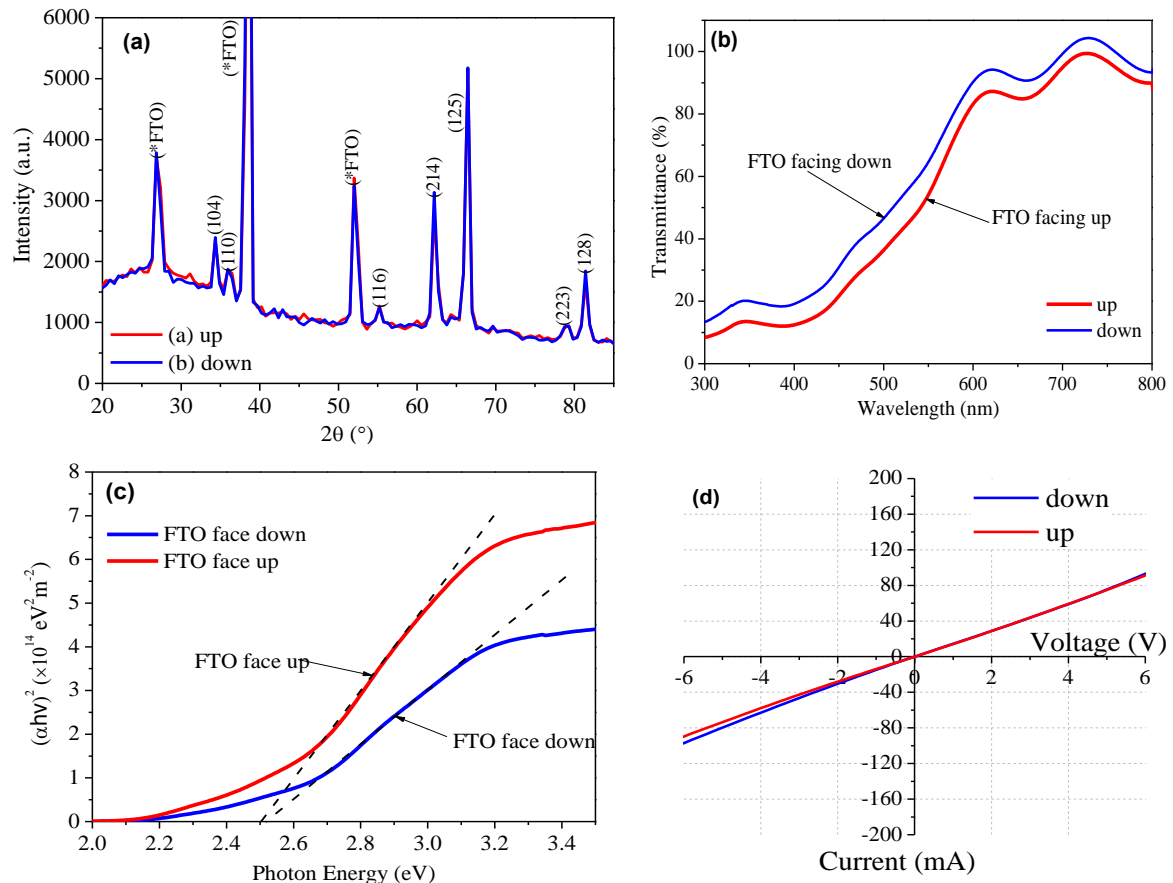 (a)
6000
5000
4000
3000
2000
1000
0
Intensity (a.u.)
(*FTO)
(104)
(110)
(*FTO)
(*FTO)
(116)
(214)
(125)
(223)
(128)
(a) up
(b) down
20 30 40 50 60 70 80
2θ (°)
(b)
100
80
60
40
20
0
Transmittance (%)
FTO facing down
FTO facing up
up
down
300 400 500 600 700 800
Wavelength (nm)
(c)
8
7
6
5
4
3
2
1
0
(αhν)² (×10¹⁴ eV²m⁻²)
FTO face down
FTO face up
FTO face up
FTO face down
2.0 2.2 2.4 2.6 2.8 3.0 3.2 3.4
Photon Energy (eV)
(d)
down
up
200
160
120
80
40
0
-40
-80
-120
-160
-200
-6 -4 -2 0 2 4 6
Voltage (V)
Current (mA)